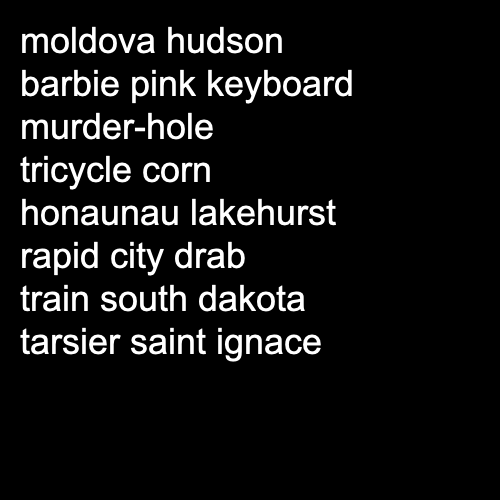 moldova hudson
barbie pink keyboard
murder-hole
tricycle corn
honaunau lakehurst
rapid city drab
train south dakota
tarsier saint ignace